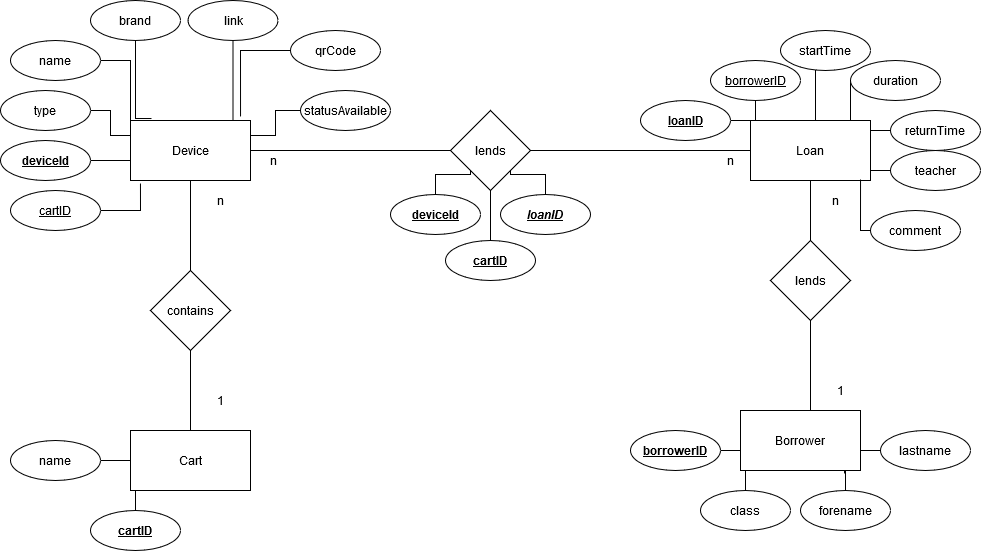 brand
link
name
qrCode
startTime
borrowerID
duration
type
statusAvailable
loanID
returnTime
Device
lends
Loan
n
n
deviceId
teacher
cartID
n
n
deviceId
loanID
comment
cartID
contains
lends
1
1
name
Cart
borrowerID
Borrower
lastname
class
forename
cartID